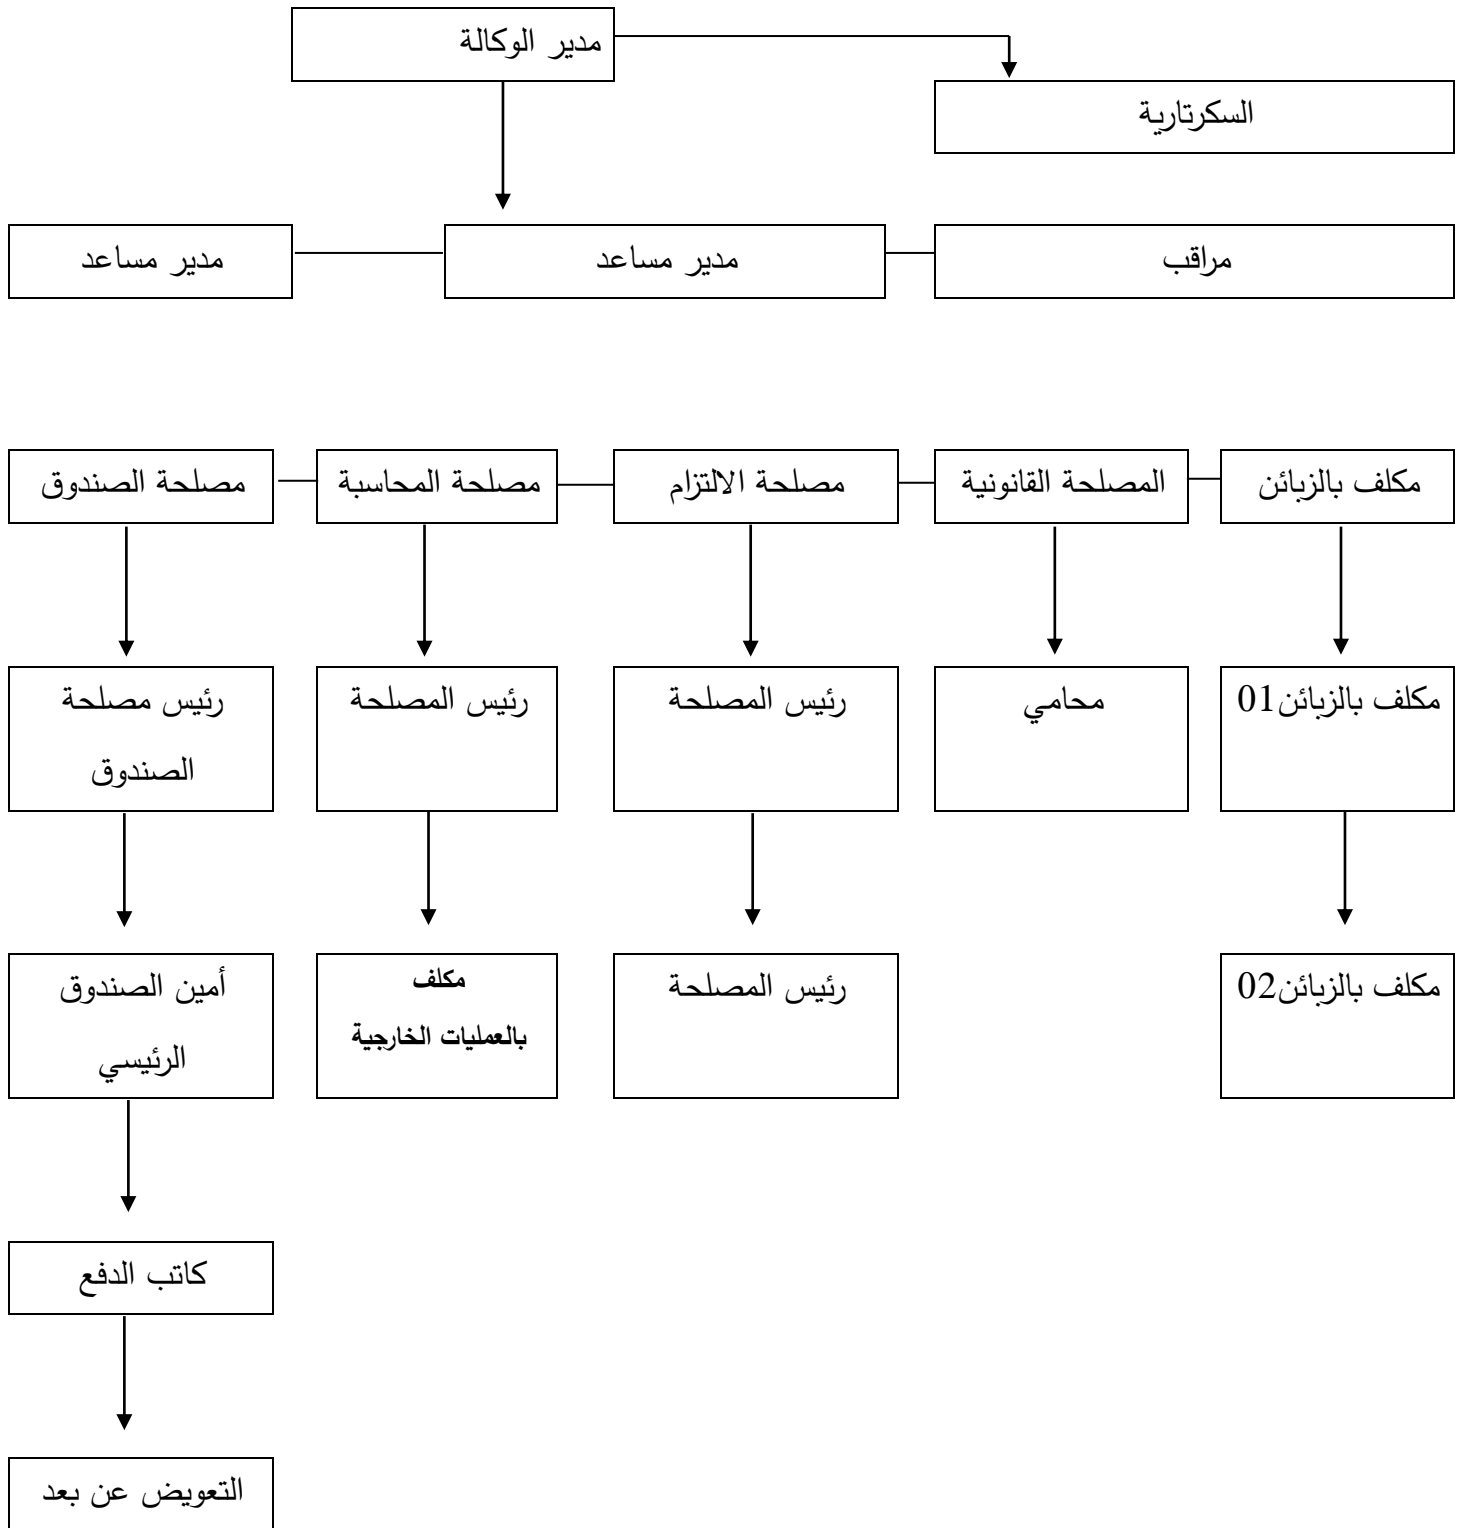 مدير الوكالة
السكرتارية
مراقب
مدير مساعد
مدير مساعد
مكلف بالزبائن
المصلحة القانونية
مصلحة الالتزام
مصلحة المحاسبة
مصلحة الصندوق
مكلف بالزبائن01
محامي
رئيس المصلحة
رئيس المصلحة
رئيس مصلحة
الصندوق
مكلف بالزبائن02
رئيس المصلحة
مكلف
بالعمليات الخارجية
أمين الصندوق
الرئيسي
كاتب الدفع
التعويض عن بعد